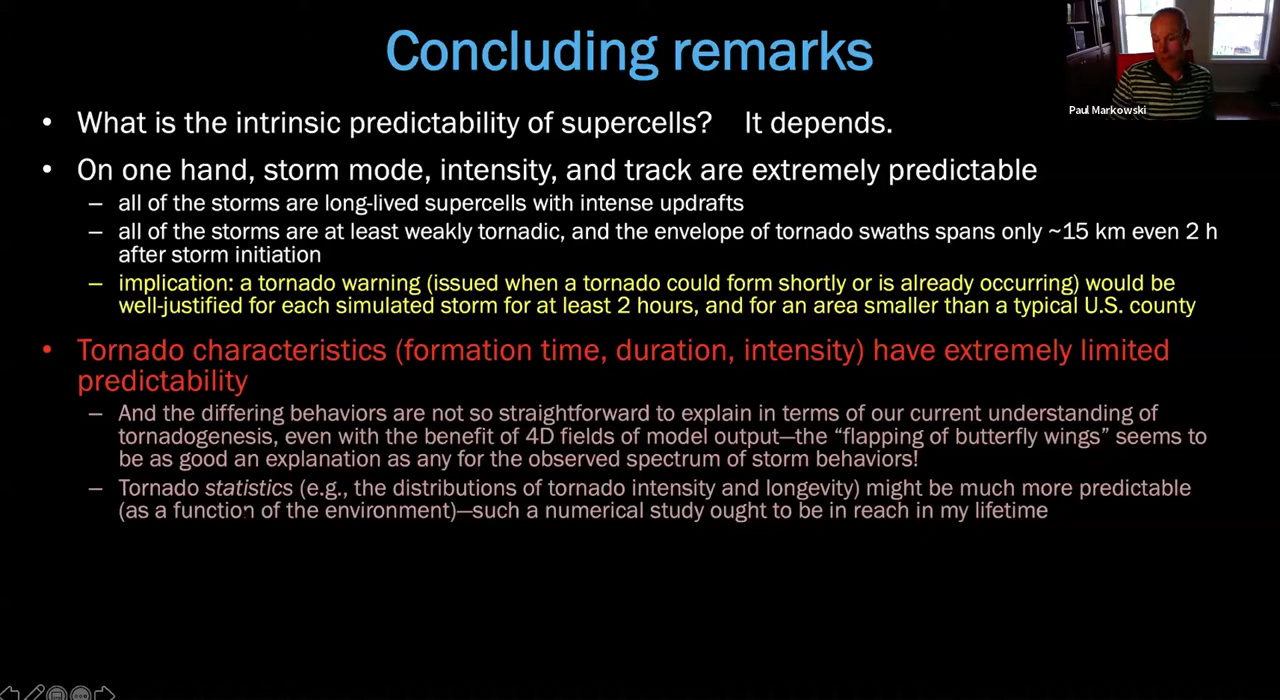 Concluding remarks
Paul Markowski
• What is the intrinsic predictability of supercells? It depends.
• On one hand, storm mode, intensity, and track are extremely predictable
– all of the storms are long-lived supercells with intense updrafts
– all of the storms are at least weakly tornadic, and the envelope of tornado swaths spans only ~15 km even 2 h
after storm initiation
– implication: a tornado warning (issued when a tornado could form shortly or is already occurring) would be
well-justified for each simulated storm for at least 2 hours, and for an area smaller than a typical U.S. county
• Tornado characteristics (formation time, duration, intensity) have extremely limited
predictability
– And the differing behaviors are not so straightforward to explain in terms of our current understanding of
tornadogenesis, even with the benefit of 4D fields of model output—the “flapping of butterfly wings” seems to
be as good an explanation as any for the observed spectrum of storm behaviors!
– Tornado statistics (e.g., the distributions of tornado intensity and longevity) might be much more predictable
(as a function of the environment)—such a numerical study ought to be in reach in my lifetime